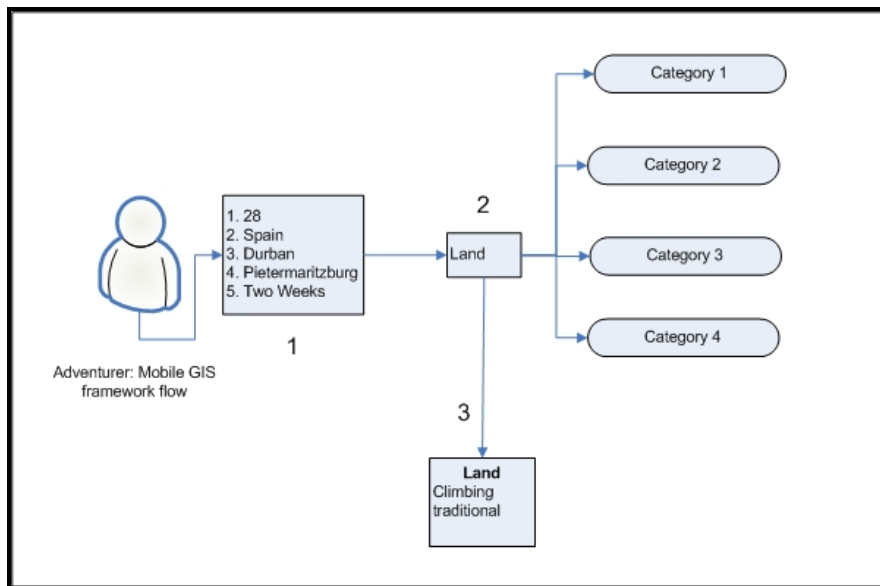 Category 1
Category 2
2
1. 28
2. Spain
3. Durban
4. Pietermaritzburg
5. Two Weeks
Land
Category 3
Category 4
1
Adventurer: Mobile GIS
framework flow
3
Land
Climbing
traditional